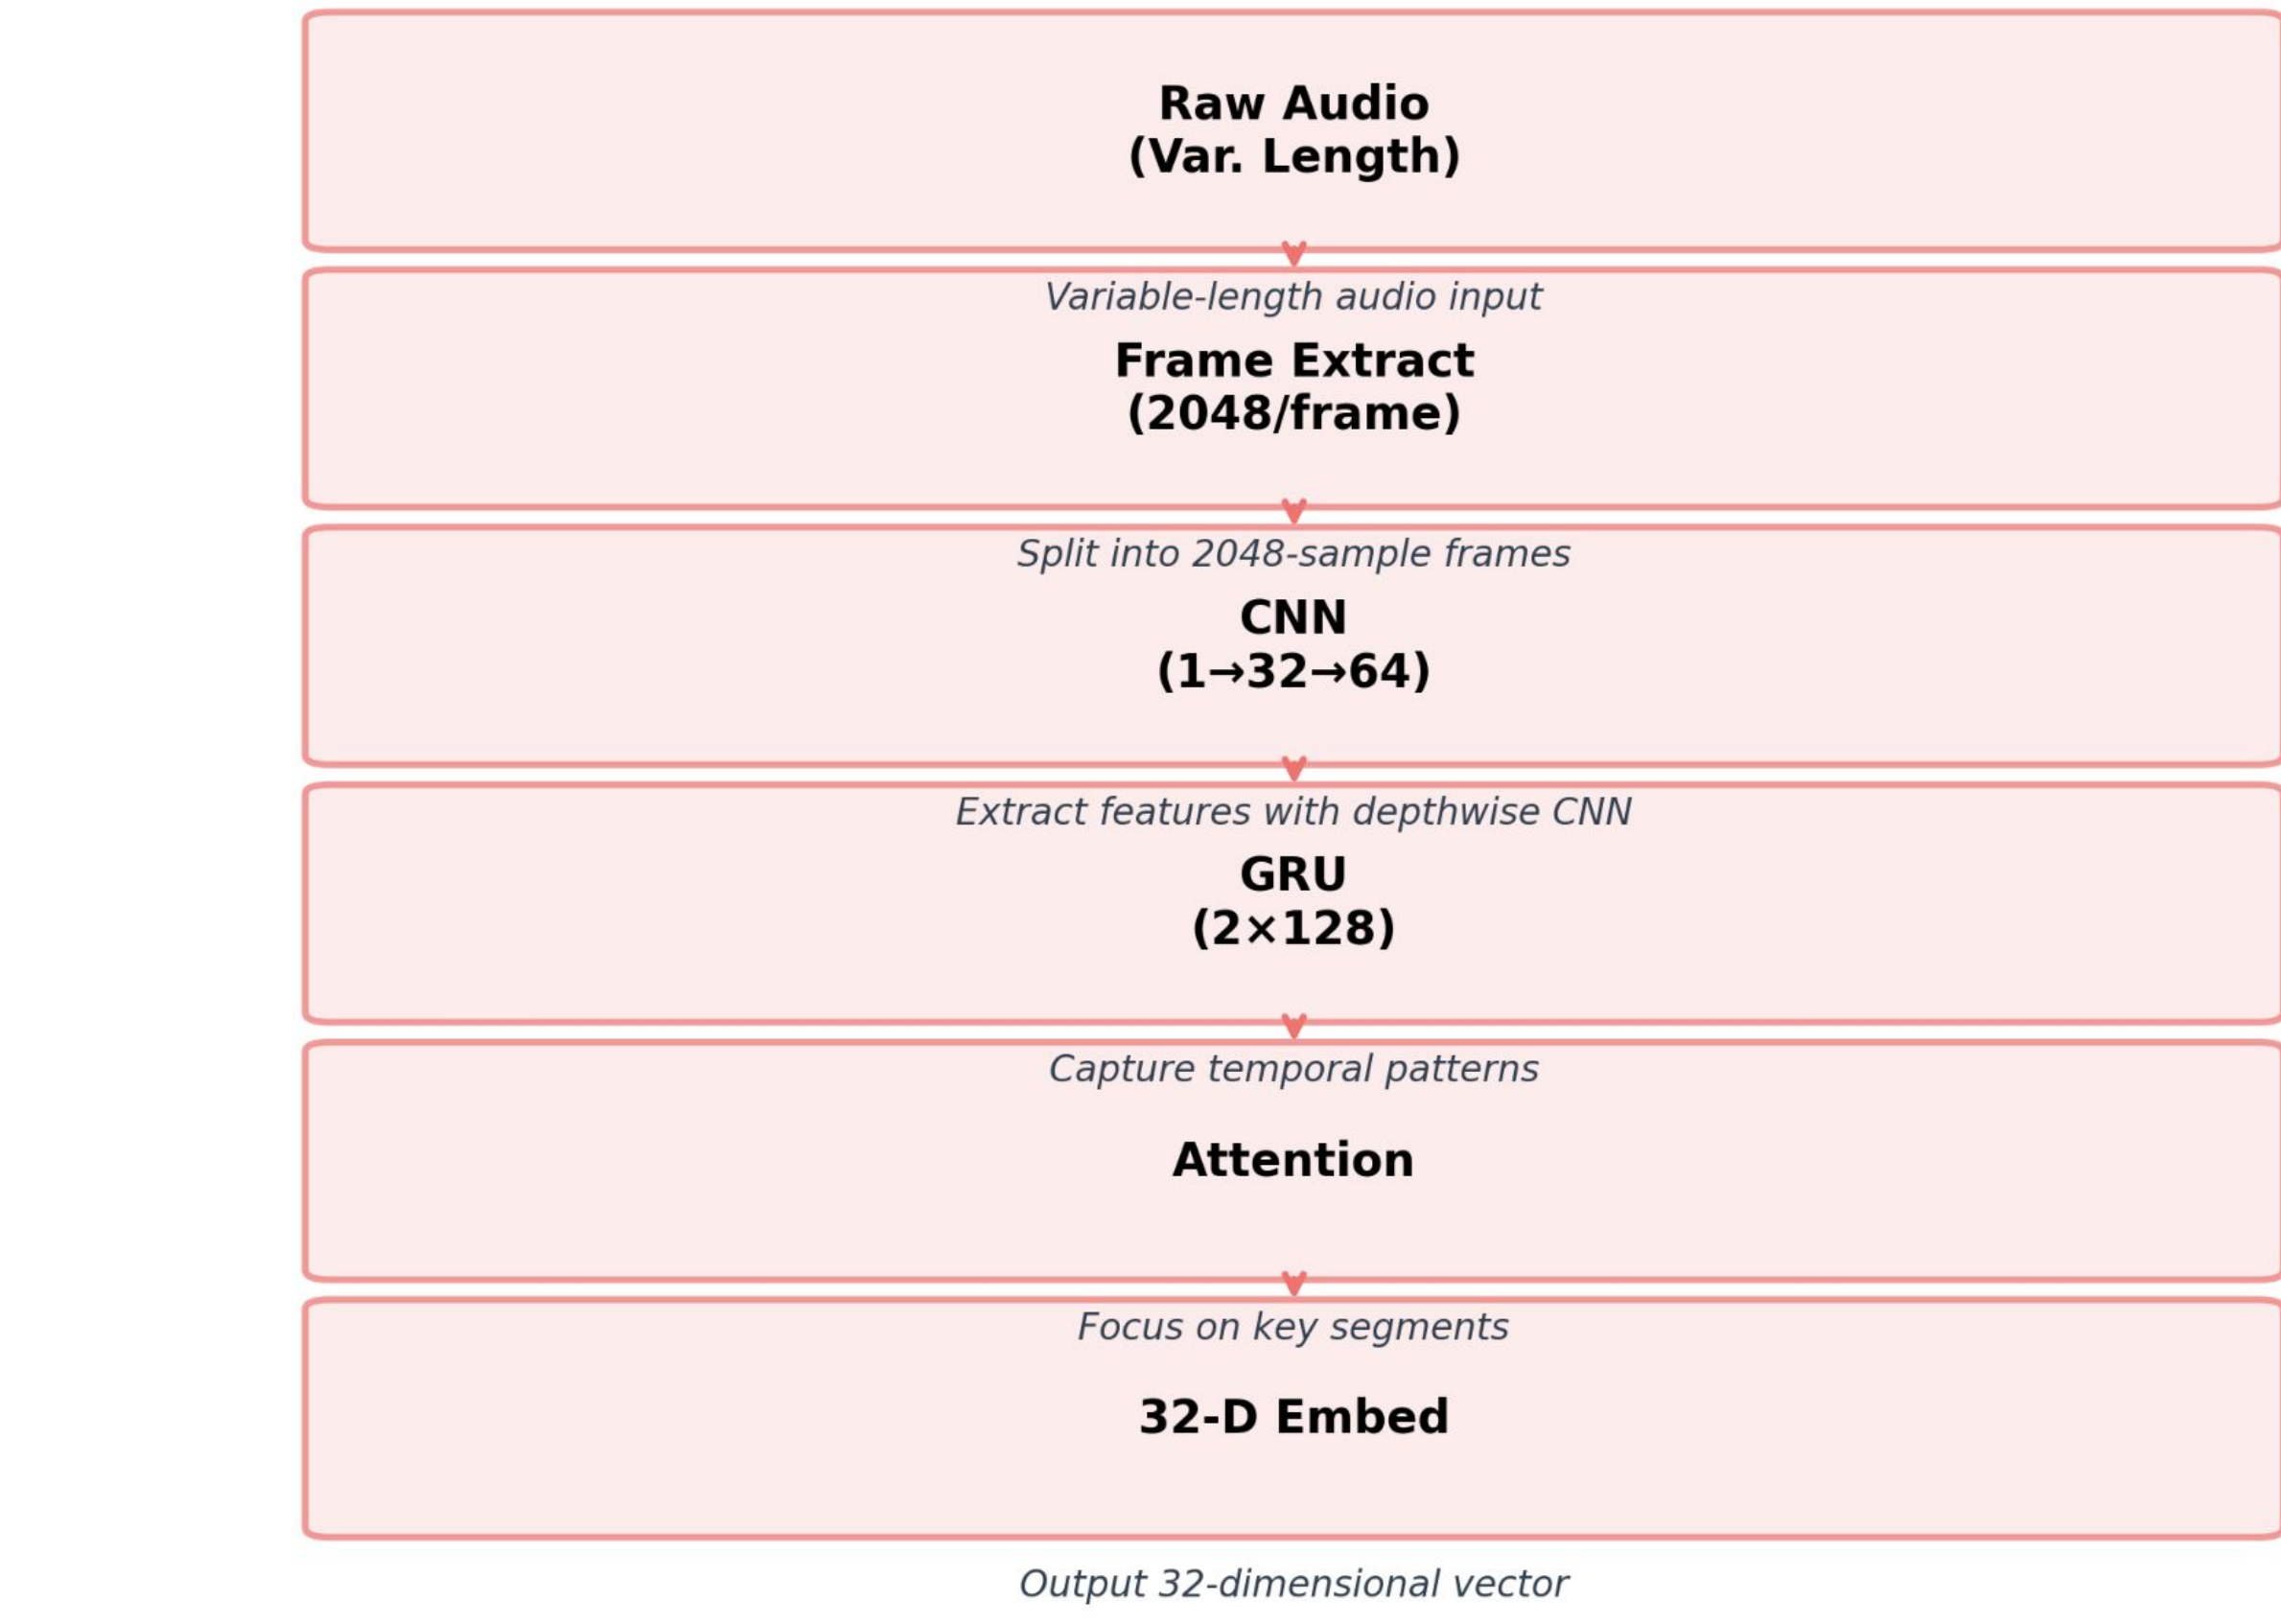 Raw Audio
(Var. Length)
Variable-length audio input
Frame Extract
(2048/frame)
Split into 2048-sample frames
CNN
(1→32→64)
Extract features with depthwise CNN
GRU
(2×128)
Capture temporal patterns
Attention
Focus on key segments
32-D Embed
Output 32-dimensional vector